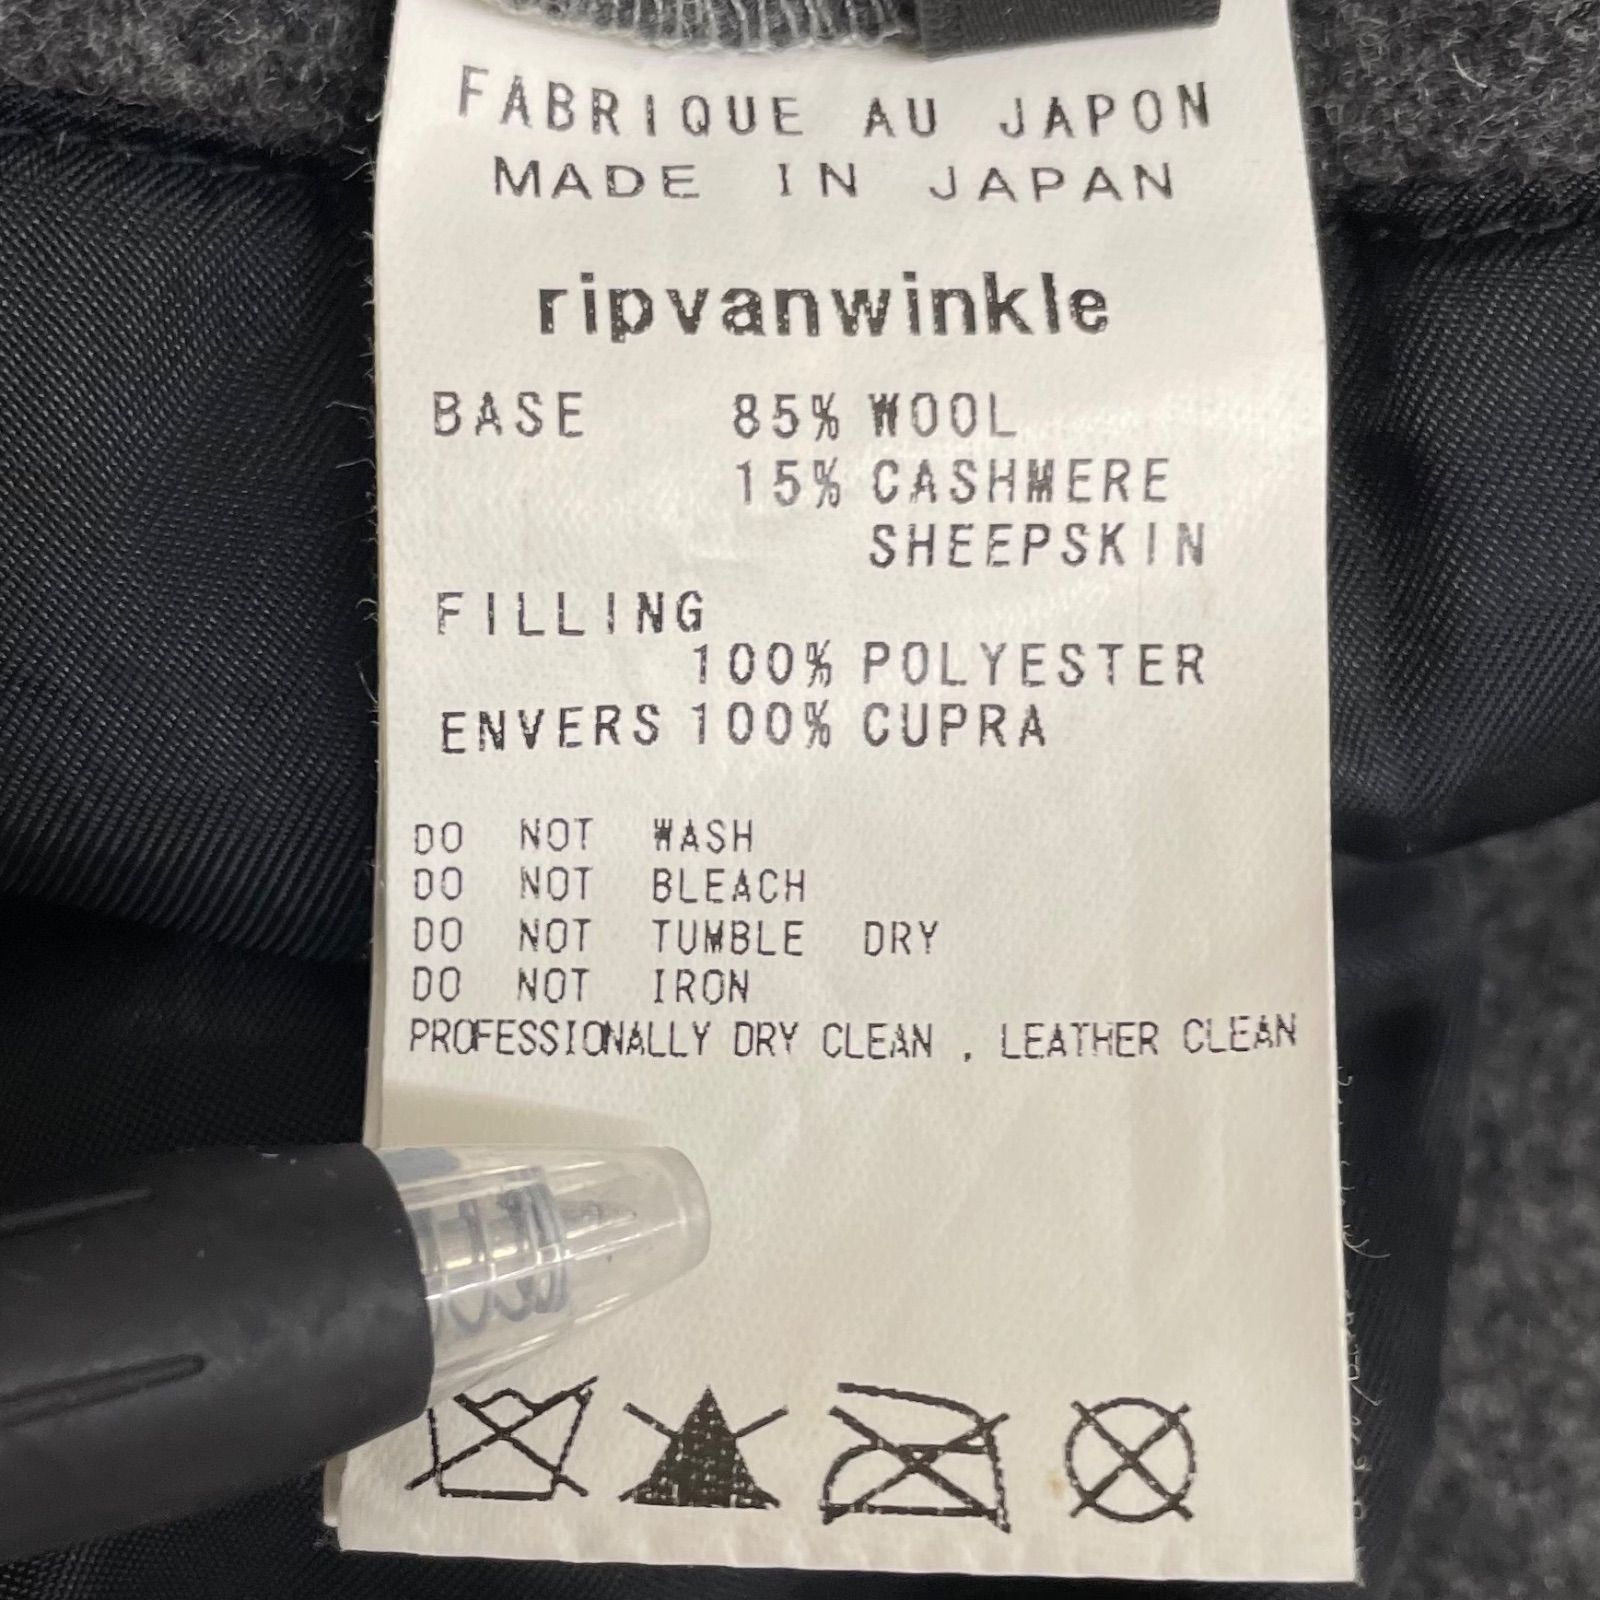 FABRIQUE AU JAPON
MADE IN JAPAN
ripvanwinkle
BASE 85% WOOL
15% CASHMERE
SHEEPSKIN
FILLING
100% POLYESTER
ENVERS 100% CUPRA
DO NOT WASH
DO NOT BLEACH
DO NOT TUMBLE DRY
DO NOT IRON
PROFESSIONALLY DRY CLEAN , LEATHER CLEAN